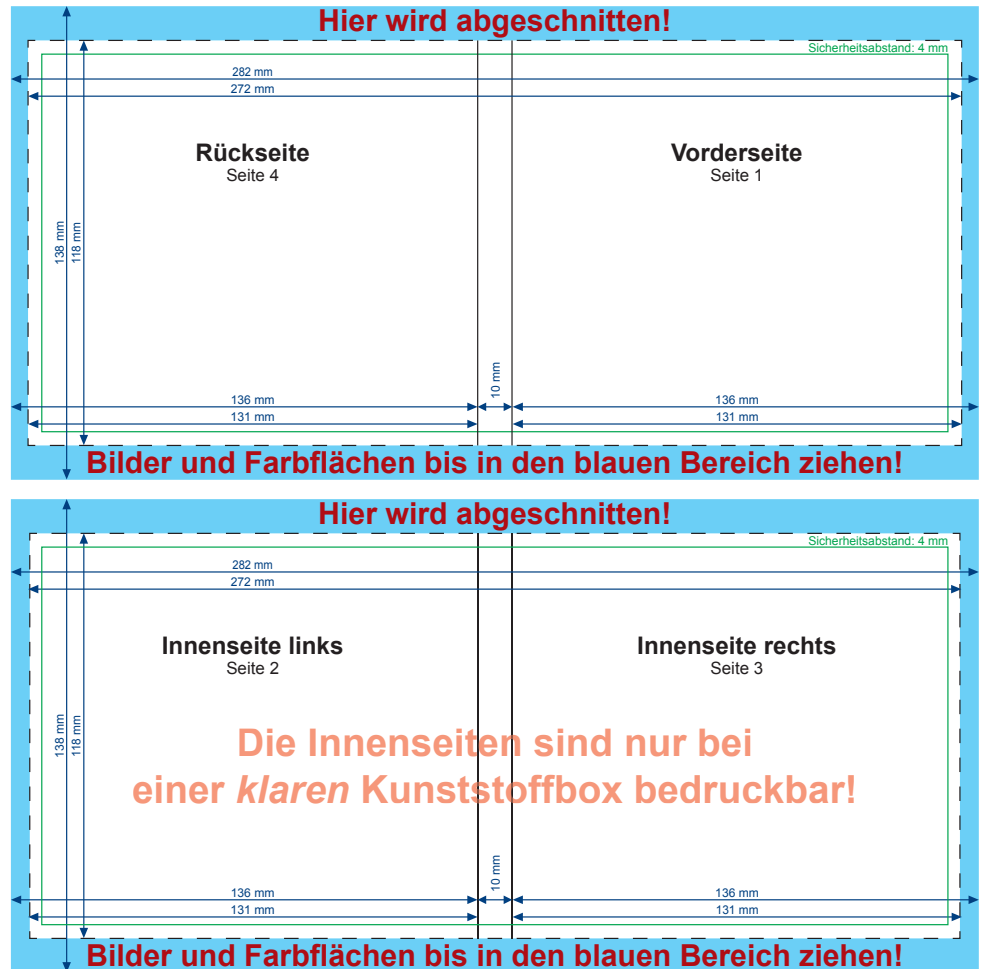 Hier wird abgeschnitten!
Sicherheitsabstand: 4 mm
282 mm
272 mm
Rückseite
Seite 4
Vorderseite
Seite 1
138 mm
118 mm
10 mm
136 mm
131 mm
136 mm
131 mm
Bilder und Farbflächen bis in den blauen Bereich ziehen!
Hier wird abgeschnitten!
Sicherheitsabstand: 4 mm
282 mm
272 mm
Innenseite links
Seite 2
Innenseite rechts
Seite 3
138 mm
118 mm
Die Innenseiten sind nur bei
einer klaren Kunststoffbox bedruckbar!
10 mm
136 mm
131 mm
136 mm
131 mm
Bilder und Farbflächen bis in den blauen Bereich ziehen!